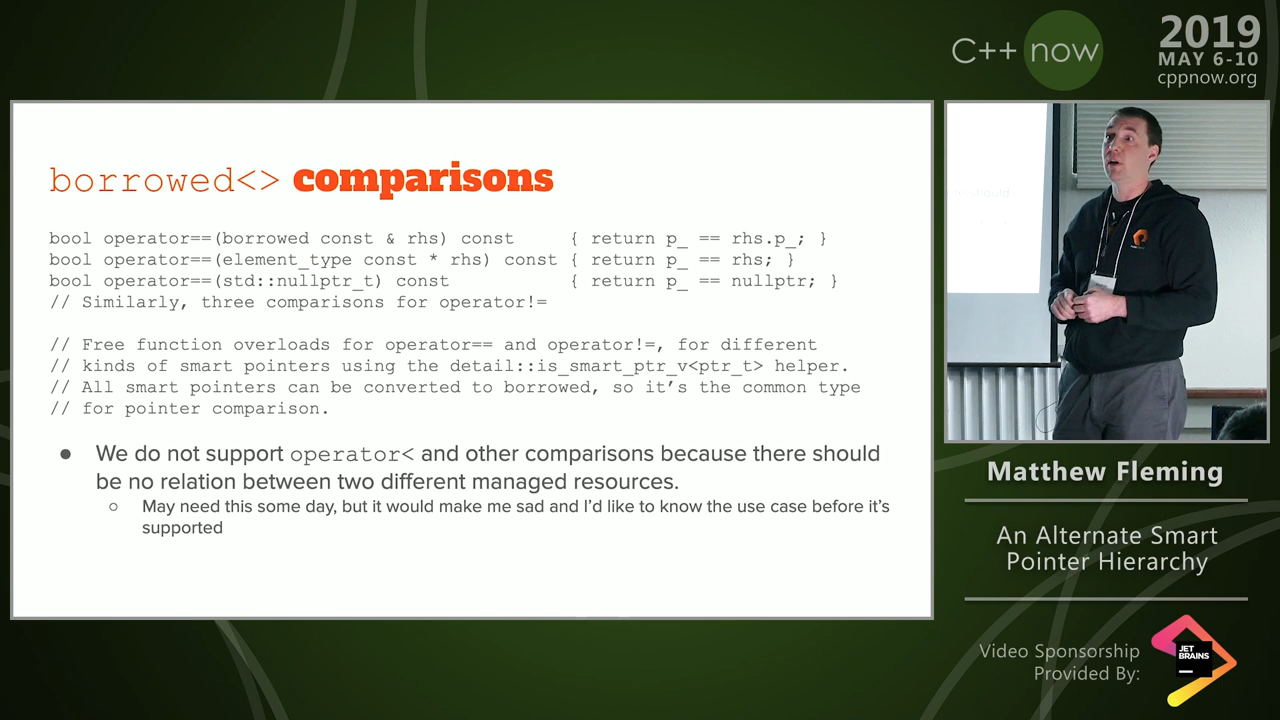 C++ now
2019
MAY 6-10
cppnow.org
borrowed<> comparisons
bool operator==(borrowed const & rhs) const { return p_ == rhs.p_; }
bool operator==(element_type const * rhs) const { return p_ == rhs; }
bool operator==(std::nullptr_t) const { return p_ == nullptr; }
// Similarly, three comparisons for operator!=
// Free function overloads for operator== and operator!=, for different
// kinds of smart pointers using the detail::is_smart_ptr_v<ptr_t> helper.
// All smart pointers can be converted to borrowed, so it’s the common type
// for pointer comparison.
● We do not support operator< and other comparisons because there should
be no relation between two different managed resources.
○ May need this some day, but it would make me sad and I’d like to know the use case before it’s
supported
Matthew Fleming
An Alternate Smart
Pointer Hierarchy
Video Sponsorship
Provided By:
JET
BRAINS